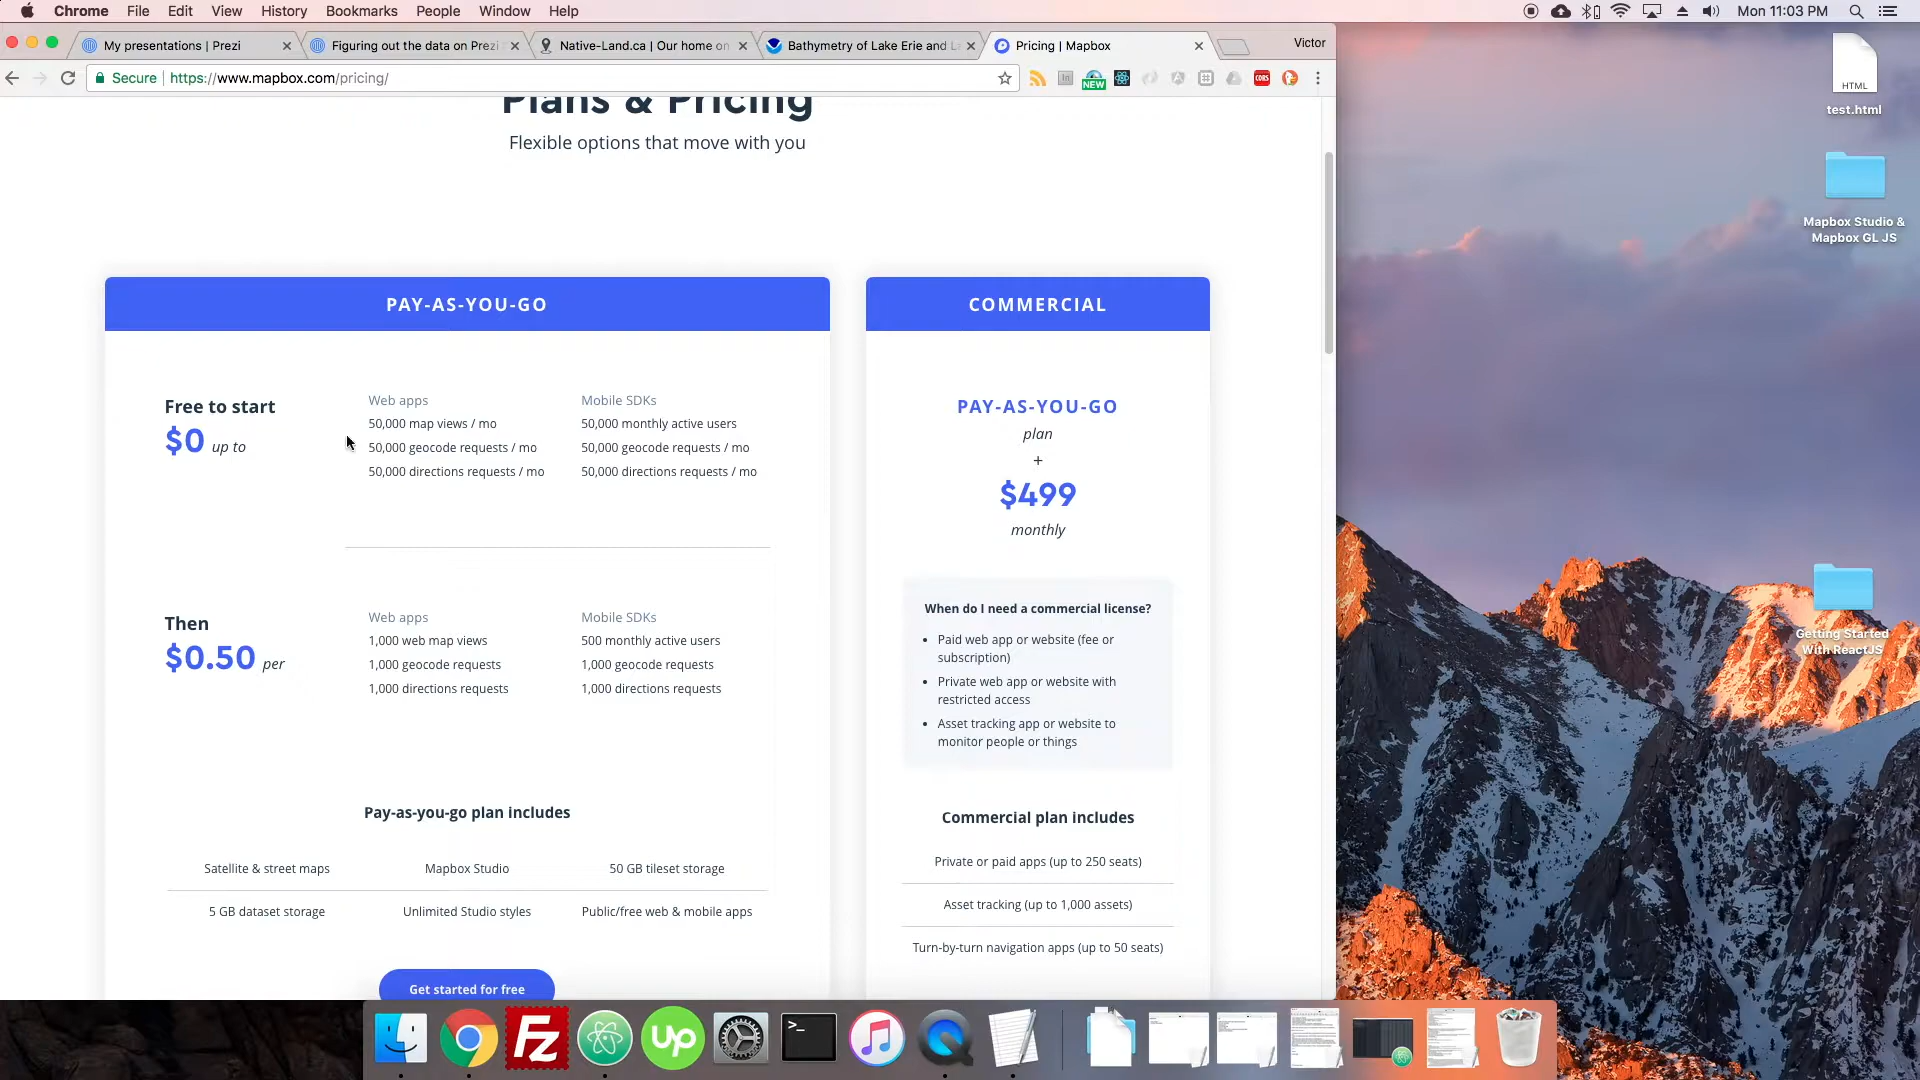 Chrome File Edit View History Bookmarks People Window Help
Mon 11:03 PM
My presentations | Prezi
Figuring out the data on Prezi
Native-Land.ca | Our home on
Bathymetry of Lake Erie and L
Pricing | Mapbox
Victor
Secure
https://www.mapbox.com/pricing/
NEW
CORS
Plans & Pricing
Flexible options that move with you
PAY-AS-YOU-GO
Free to start
$0 up to
Web apps
50,000 map views / mo
50,000 geocode requests / mo
50,000 directions requests / mo
Mobile SDKs
50,000 monthly active users
50,000 geocode requests / mo
50,000 directions requests / mo
Then
$0.50 per
Web apps
1,000 web map views
1,000 geocode requests
1,000 directions requests
Mobile SDKs
500 monthly active users
1,000 geocode requests
1,000 directions requests
Pay-as-you-go plan includes
Satellite & street maps
Mapbox Studio
50 GB tileset storage
5 GB dataset storage
Unlimited Studio styles
Public/free web & mobile apps
Get started for free
COMMERCIAL
PAY-AS-YOU-GO
plan
+
$499
monthly
When do I need a commercial license?
• Paid web app or website (fee or
subscription)
• Private web app or website with
restricted access
• Asset tracking app or website to
monitor people or things
Commercial plan includes
Private or paid apps (up to 250 seats)
Asset tracking (up to 1,000 assets)
Turn-by-turn navigation apps (up to 50 seats)
HTML
test.html
Mapbox Studio &
Mapbox GL JS
Getting Started
With ReactJS
Fz
Up
>_